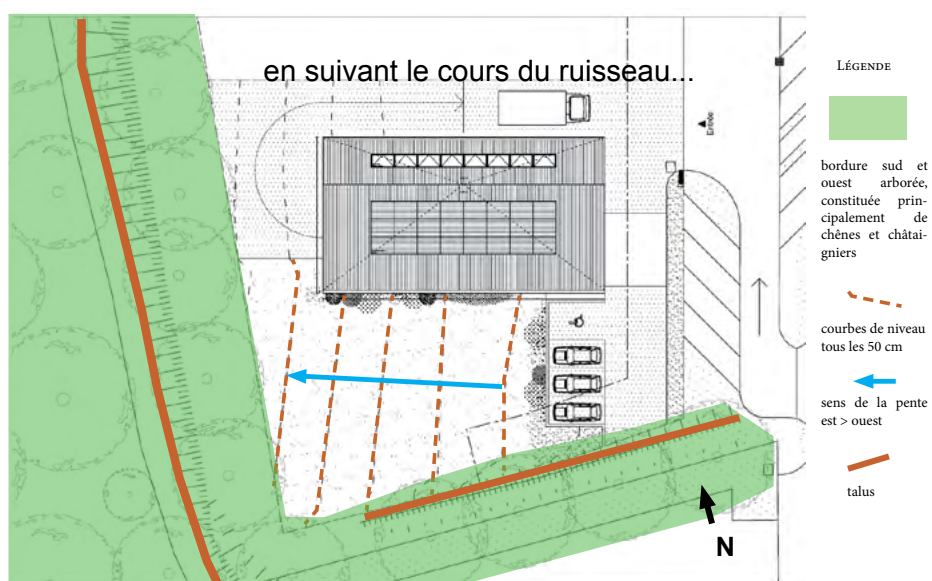 en suivant le cours du ruisseau...
Entrée
N
LÉGENDE
bordure sud et
ouest arborée,
constituée prin-
cipalement de
chênes et châtai-
gniers
courbes de niveau
tous les 50 cm
sens de la pente
est > ouest
talus